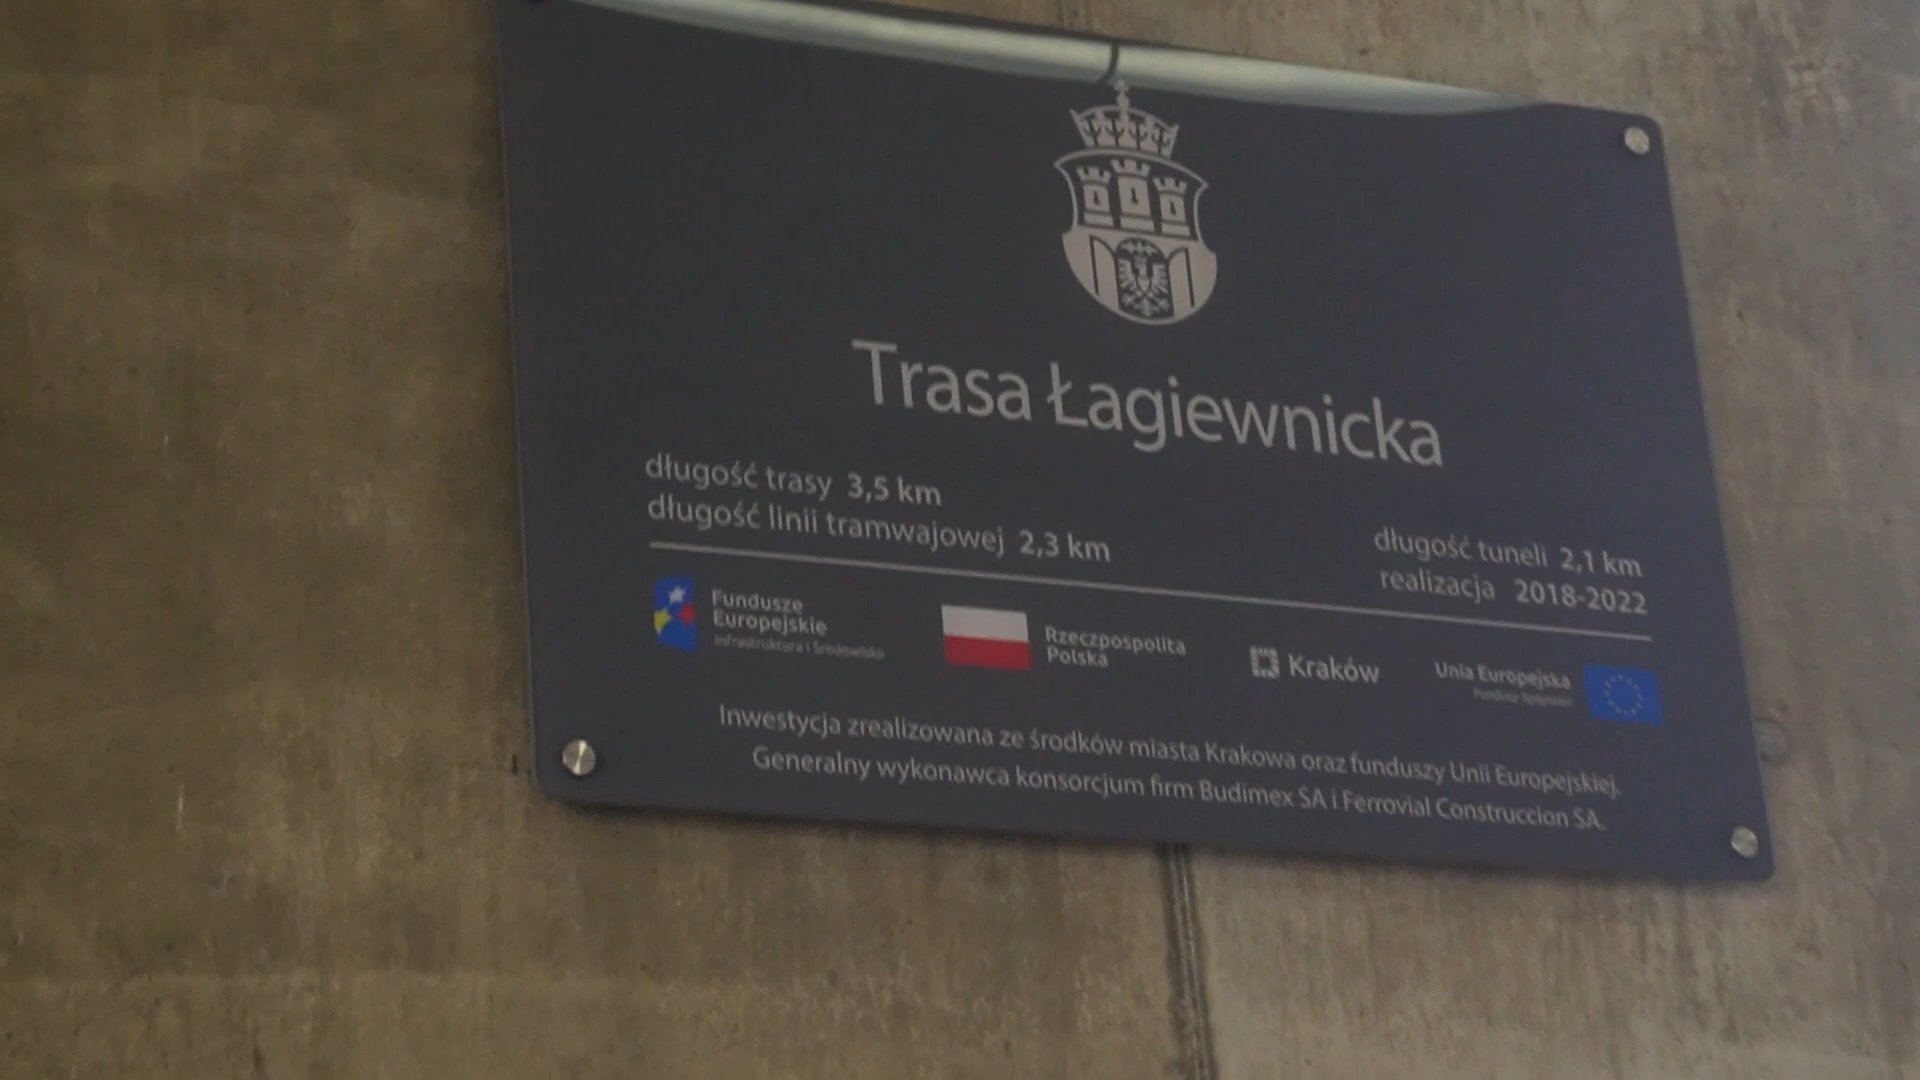 Trasa Łagiewnicka
długość trasy 3,5 km
długość linii tramwajowej 2,3 km
długość tuneli 2,1 km
realizacja 2018-2022
Fundusze
Europejskie
Infrastruktura i Środowisko
Rzeczpospolita
Polska
Kraków
Unia Europejska
Fundusz Spójności
Inwestycja zrealizowana ze środków miasta Krakowa oraz funduszy Unii Europejskiej.
Generalny wykonawca konsorcjum firm Budimex SA i Ferrovial Construccion SA.